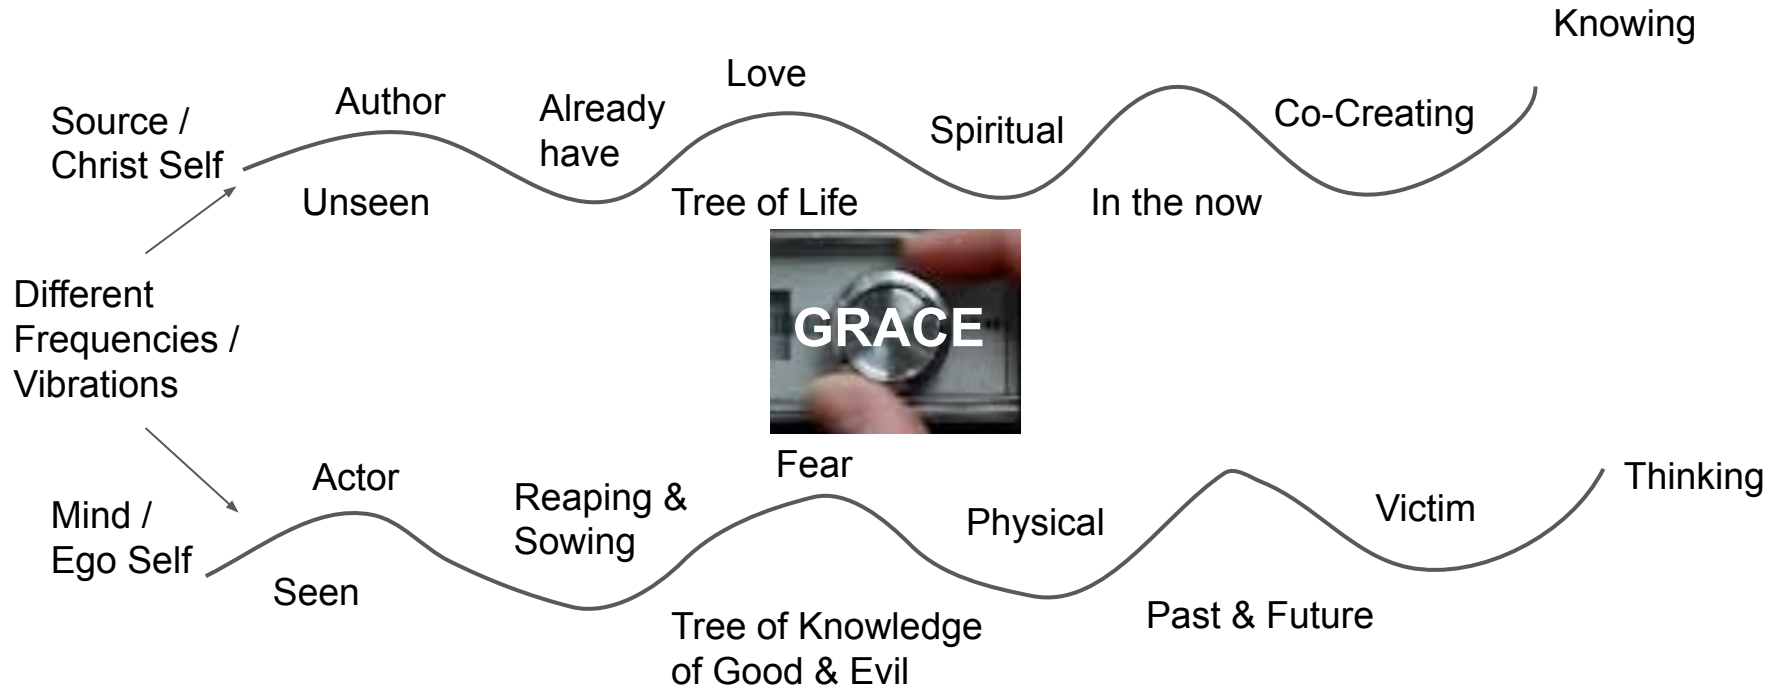 Knowing
Love
Author
Already
have
Source /
Christ Self
Spiritual
Co-Creating
Unseen
Tree of Life
In the now
Different
Frequencies /
Vibrations
GRACE
Fear
Actor
Reaping &
Sowing
Thinking
Mind /
Ego Self
Physical
Victim
Seen
Tree of Knowledge
of Good & Evil
Past & Future